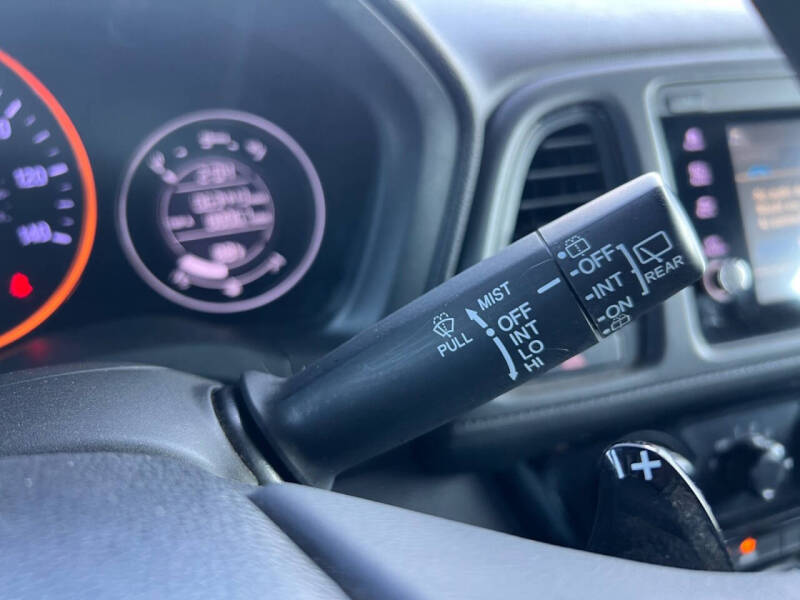 120
140
MIST
PULL
OFF
INT
LO
HI
OFF
INT
ON
REAR
+